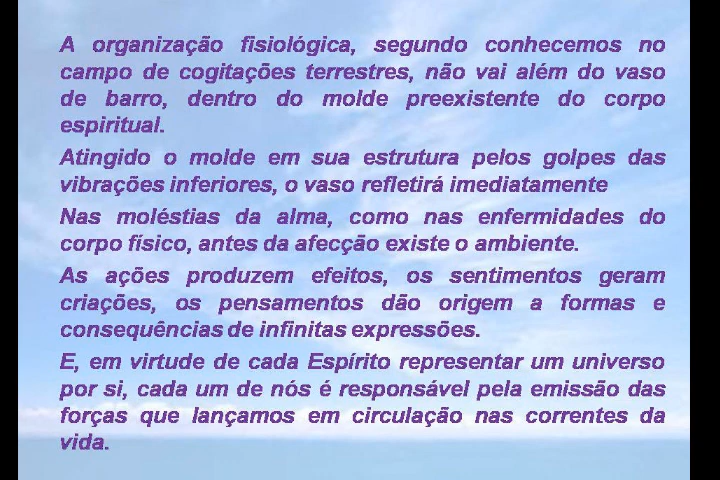 A organização fisiológica, segundo conhecemos no
campo de cogitações terrestres, não vai além do vaso
de barro, dentro do molde preexistente do corpo
espiritual.
Atingido o molde em sua estrutura pelos golpes das
vibrações inferiores, o vaso refletirá imediatamente
Nas moléstias da alma, como nas enfermidades do
corpo físico, antes da afecção existe o ambiente.
As ações produzem efeitos, os sentimentos geram
criações, os pensamentos dão origem a formas e
consequências de infinitas expressões.
E, em virtude de cada Espírito representar um universo
por si, cada um de nós é responsável pela emissão das
forças que lançamos em circulação nas correntes da
vida.